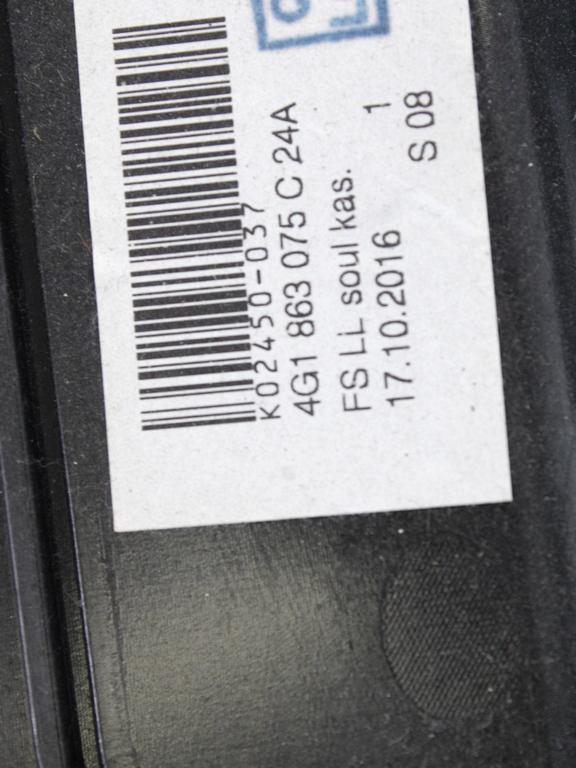 K02450-037
4G1 863 075 C 24A
FS LL soul kas. 1
17.10.2016 S 08